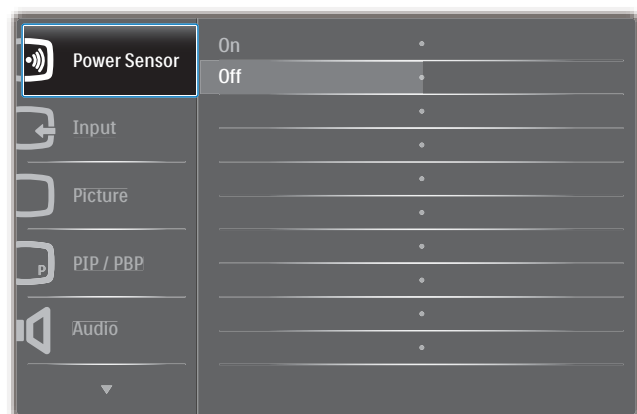 Power Sensor
On
Off
Input
Picture
P
PIP / PBP
Audio